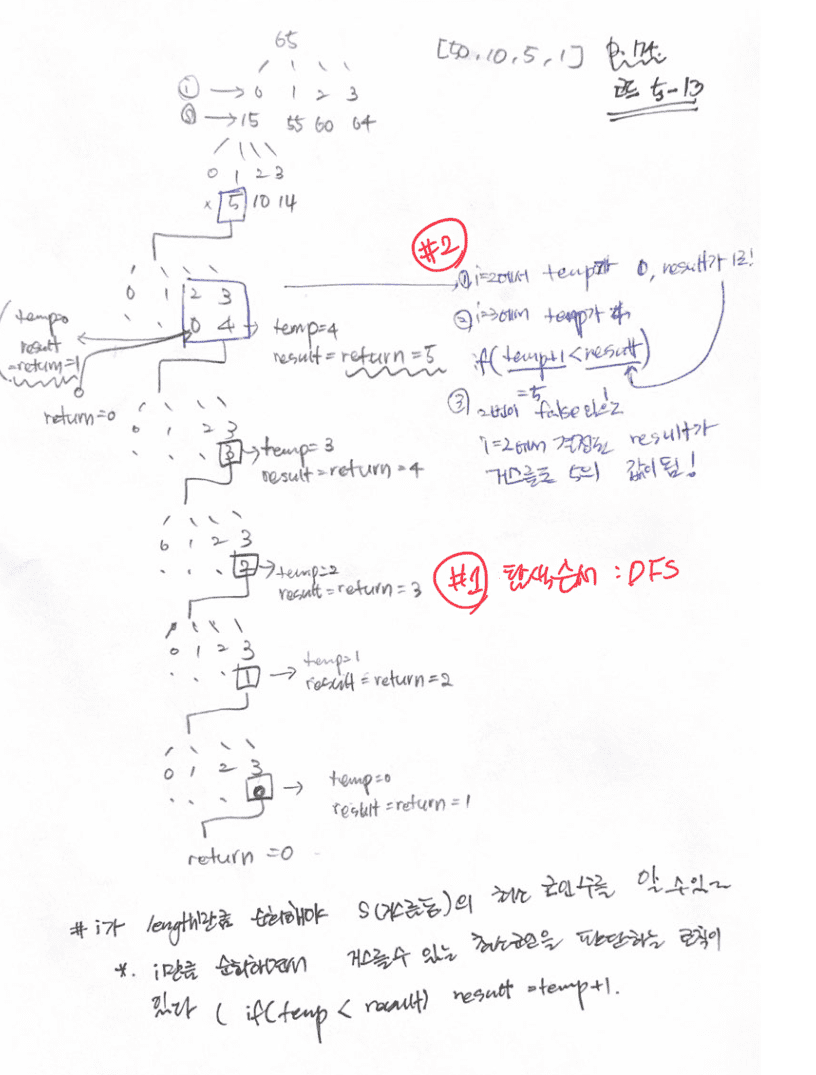 65
[50, 10, 5, 1]
코드 5-13
ⓘ → 0 1 2 3
Ⓢ → 15 55 60 64
0 1 2 3
× 5 10 14
#2
0 1 2 3
. . 0 4
temp=0
result
=return=1
return=0
temp=4
result = return = 5
① i=2에서 temp가 0, result가 1로!
② i=3에서 temp가 4
if(temp+1<result)
=5 1
③ 2번이 false 이므로
i=2에서 결정된 result가
거스름돈 5의 값이 됨!
0 1 2 3
. . . 3
temp=3
result=return=4
0 1 2 3
. . . 2
temp=2
result=return=3
#1 탐색순서 : DFS
0 1 2 3
. . . 1
temp=1
result=return=2
0 1 2 3
. . . 0
temp=0
result=return=1
return=0
# i가 length만큼 순회해야 S(거스름돈)의 최소 코인수를 알 수 있고
*. i만큼 순회하면서 거스를수 있는 최소코인을 판단하는 로직이
있다 ( if(temp < result) result =temp+1.